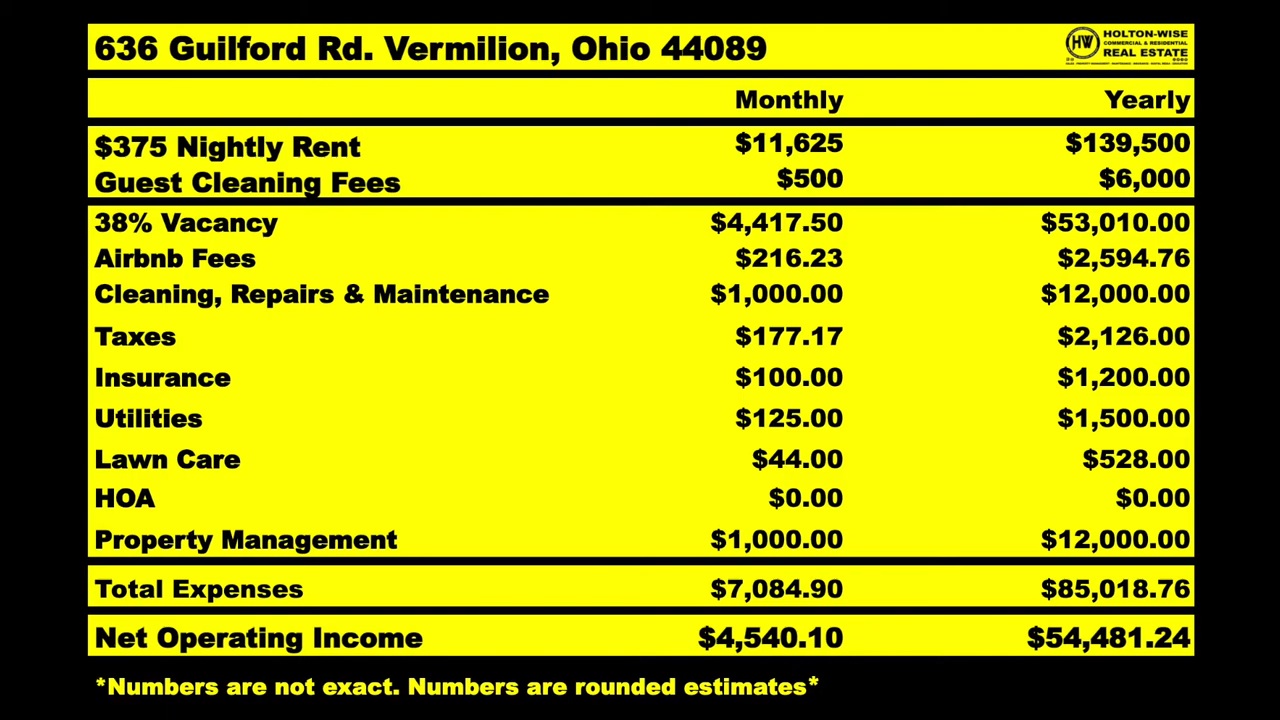 636 Guilford Rd. Vermilion, Ohio 44089
HW
HOLTON-WISE
COMMERCIAL & RESIDENTIAL
REAL ESTATE
Monthly Yearly
$375 Nightly Rent $11,625 $139,500
Guest Cleaning Fees $500 $6,000
38% Vacancy $4,417.50 $53,010.00
Airbnb Fees $216.23 $2,594.76
Cleaning, Repairs & Maintenance $1,000.00 $12,000.00
Taxes $177.17 $2,126.00
Insurance $100.00 $1,200.00
Utilities $125.00 $1,500.00
Lawn Care $44.00 $528.00
HOA $0.00 $0.00
Property Management $1,000.00 $12,000.00
Total Expenses $7,084.90 $85,018.76
Net Operating Income $4,540.10 $54,481.24
*Numbers are not exact. Numbers are rounded estimates*